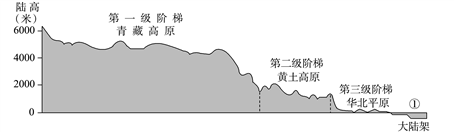 陆高
(米)
6000
4000
2000
0
第一级阶梯
青藏高原
第二级阶梯
黄土高原
第三级阶梯
华北平原
①
大陆架